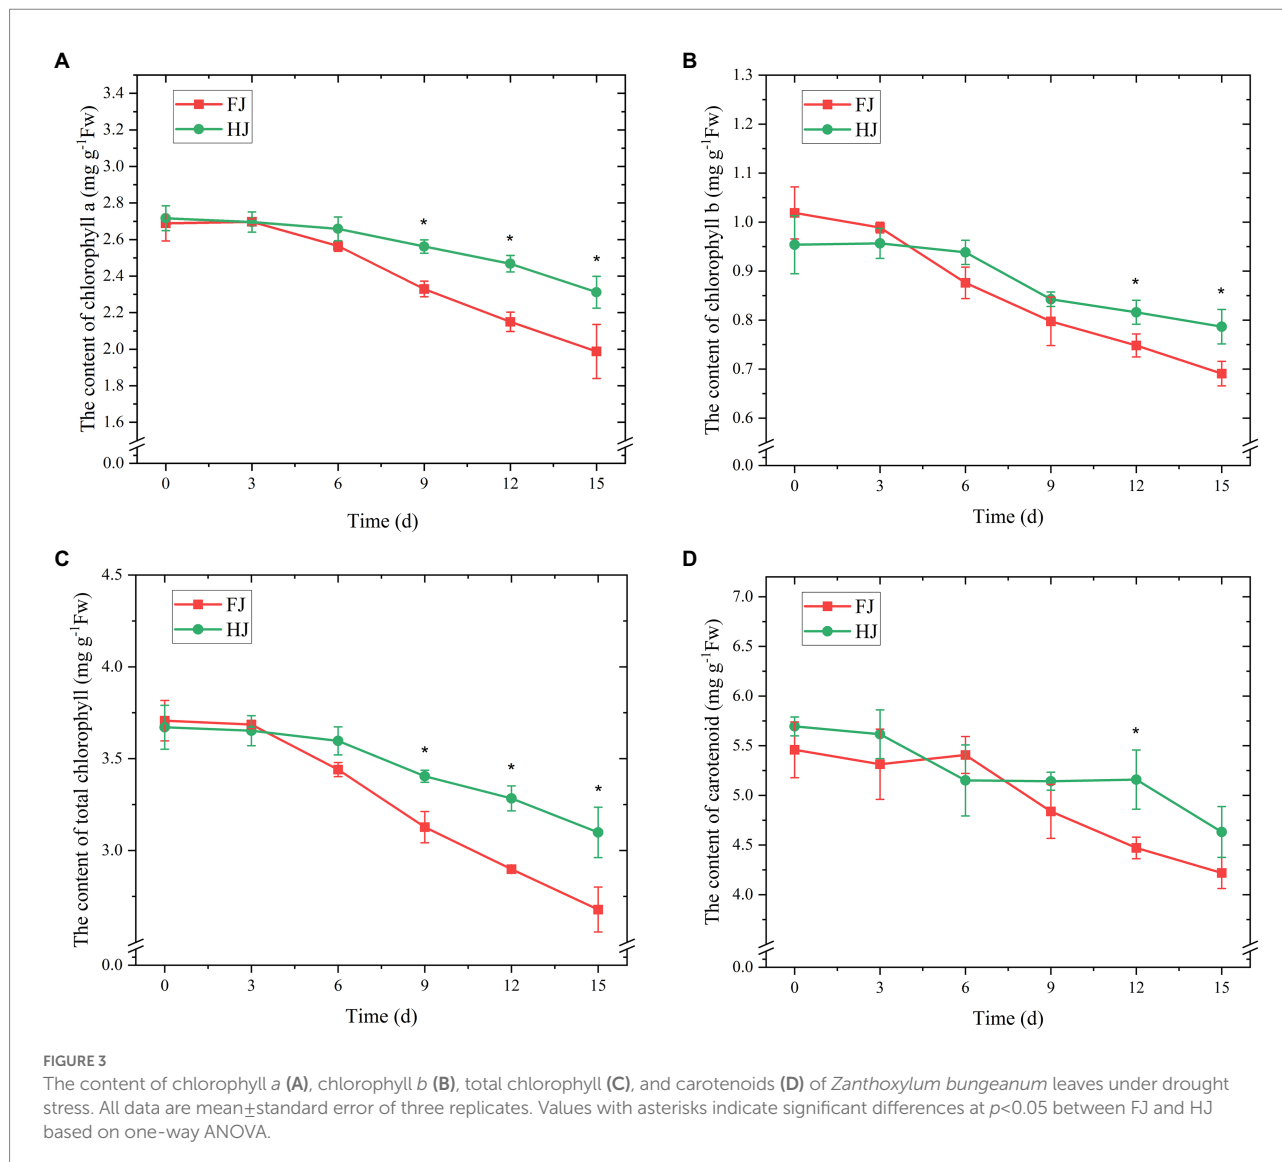 A
The content of chlorophyll a (mg g-1Fw)
3.4
3.2
3.0
2.8
2.6
2.4
2.2
2.0
1.8
1.6
0.0
FJ
HJ
*
*
*
0 3 6 9 12 15
Time (d)
B
The content of chlorophyll b (mg g-1Fw)
1.3
1.2
1.1
1.0
0.9
0.8
0.7
0.6
0.0
FJ
HJ
*
*
0 3 6 9 12 15
Time (d)
C
The content of total chlorophyll (mg g-1Fw)
4.5
4.0
3.5
3.0
0.0
FJ
HJ
*
*
*
0 3 6 9 12 15
Time (d)
D
The content of carotenoid (mg g-1Fw)
7.0
6.5
6.0
5.5
5.0
4.5
4.0
0.0
FJ
HJ
*
0 3 6 9 12 15
Time (d)
FIGURE 3
The content of chlorophyll a (A), chlorophyll b (B), total chlorophyll (C), and carotenoids (D) of Zanthoxylum bungeanum leaves under drought
stress. All data are mean±standard error of three replicates. Values with asterisks indicate significant differences at p<0.05 between FJ and HJ
based on one-way ANOVA.